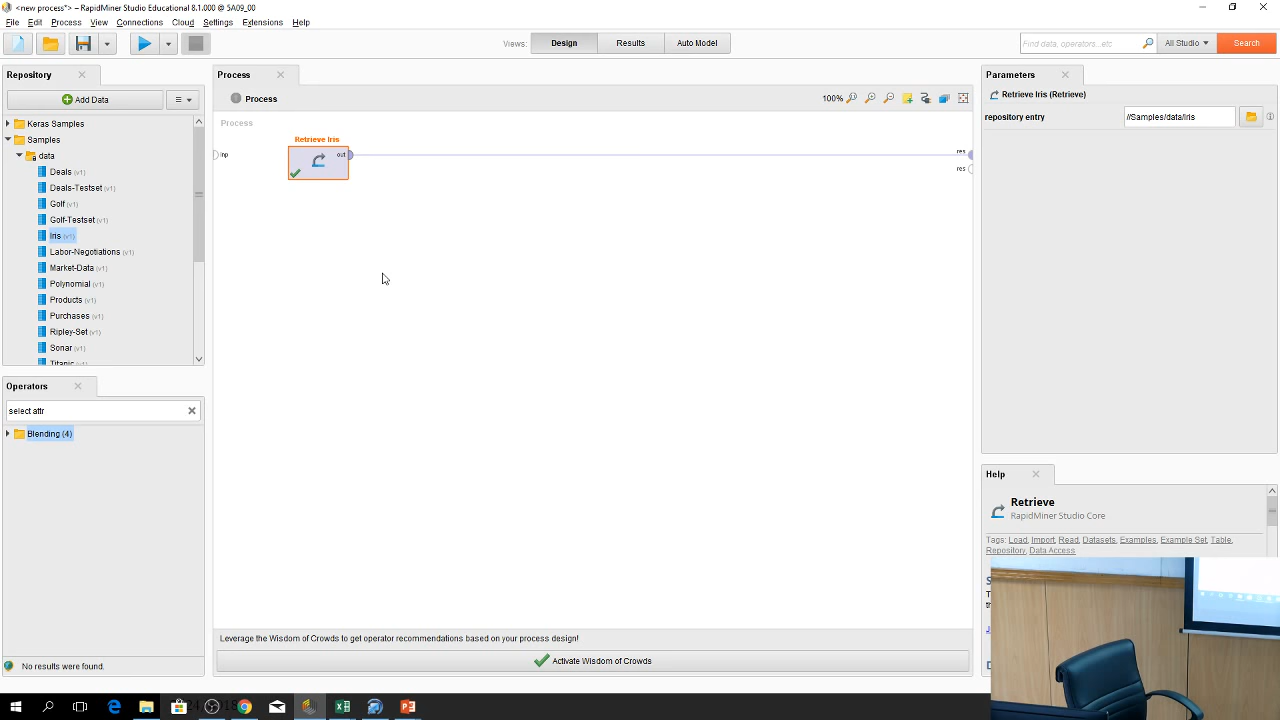 <new process*> – RapidMiner Studio Educational 8.1.000 @ SA09_00
File Edit Process View Connections Cloud Settings Extensions Help
Views: Design Results Auto Model
Find data, operators...etc All Studio Search
Repository
Add Data
Keras Samples
Samples
data
Deals (v1)
Deals-Testset (v1)
Golf (v1)
Golf-Testset (v1)
Iris (v1)
Labor-Negotiations (v1)
Market-Data (v1)
Polynomial (v1)
Products (v1)
Purchases (v1)
Ripley-Set (v1)
Sonar (v1)
Titanic
Operators
select attr
Blending (4)
No results were found.
Process
Process
100%
Process
Retrieve Iris
inp
out
res
res
Leverage the Wisdom of Crowds to get operator recommendations based on your process design!
Activate Wisdom of Crowds
Parameters
Retrieve Iris (Retrieve)
repository entry //Samples/data/Iris
Help
Retrieve
RapidMiner Studio Core
Tags: Load, Import, Read, Datasets, Examples, Example Set, Table,
Repository, Data Access